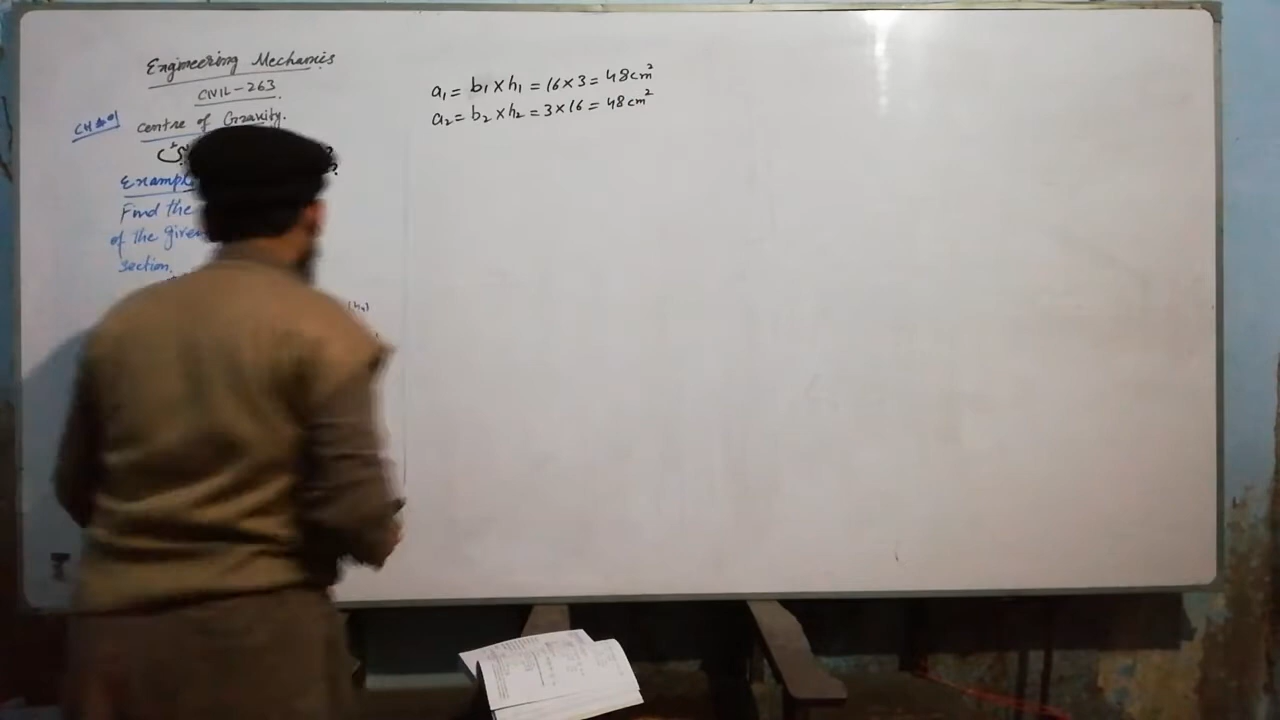 Engineering Mechanics
CIVIL-263
CH#01
Centre of Gravity.
Example
Find the
of the given
section.
a₁ = b₁ x h₁ = 16 x 3 = 48 cm²
a₂ = b₂ x h₂ = 3 x 16 = 48 cm²